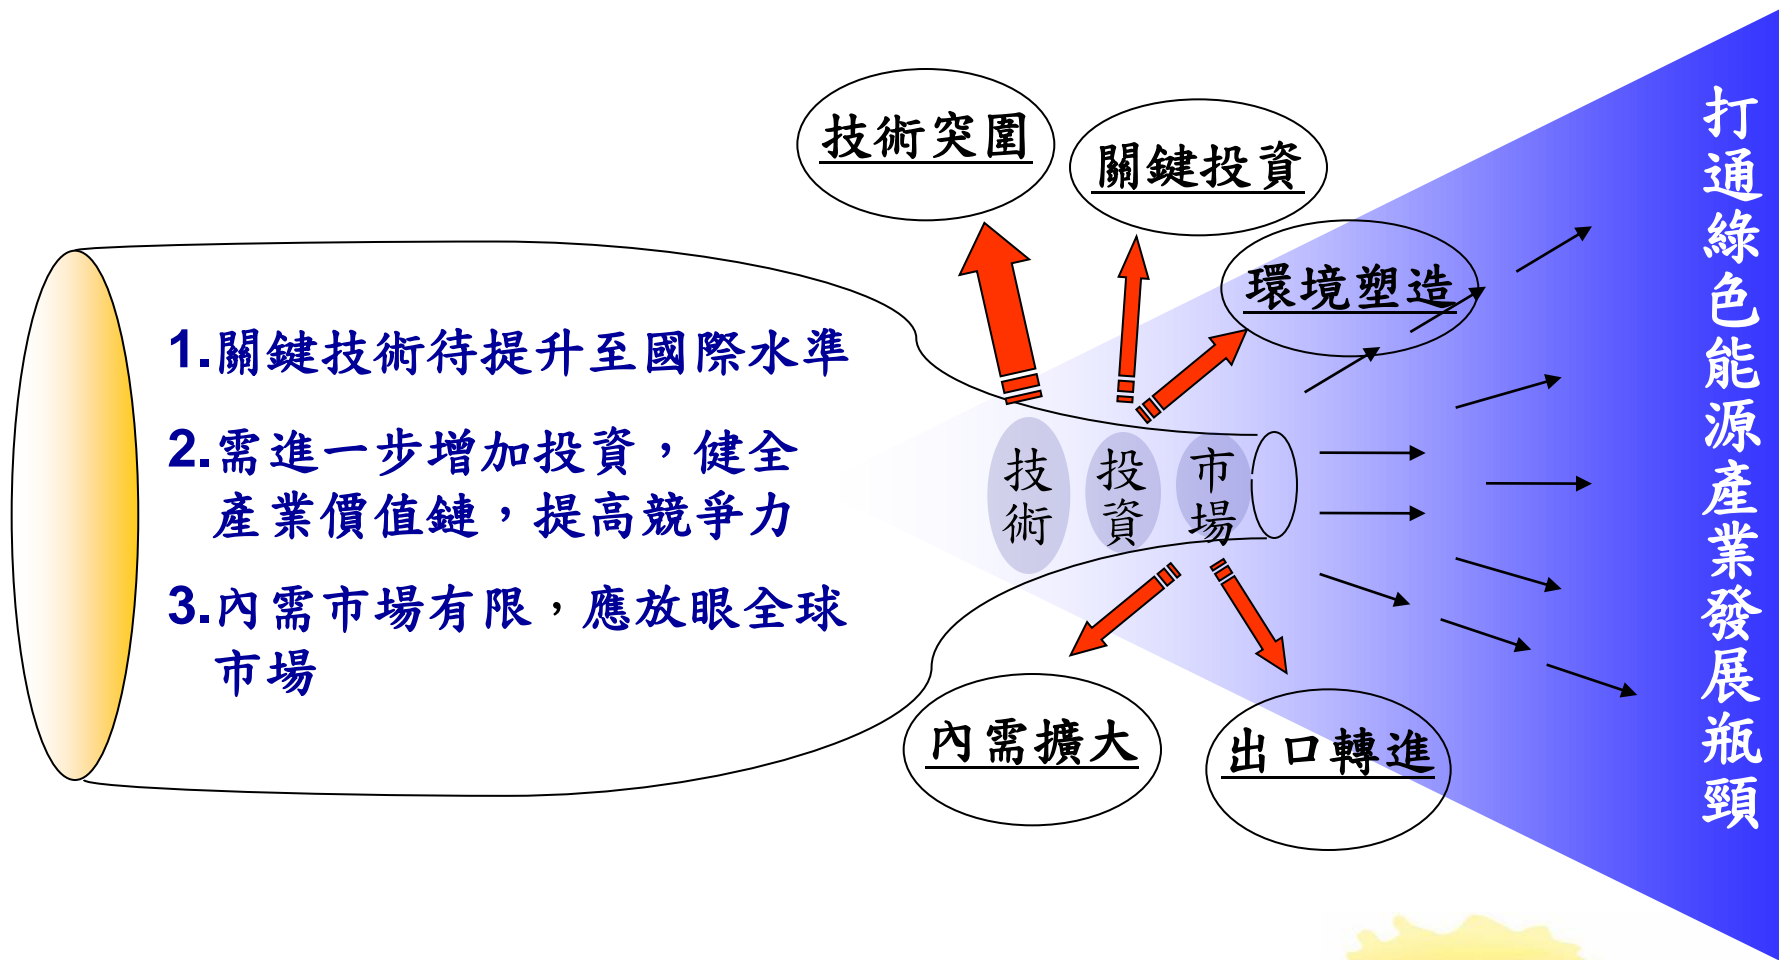 技術突圍
關鍵投資
環境塑造
1.關鍵技術待提升至國際水準
2.需進一步增加投資，健全
產業價值鏈，提高競爭力
3.內需市場有限，應放眼全球
市場
技術
投資
市場
內需擴大
出口轉進
打通綠色能源產業發展瓶頸